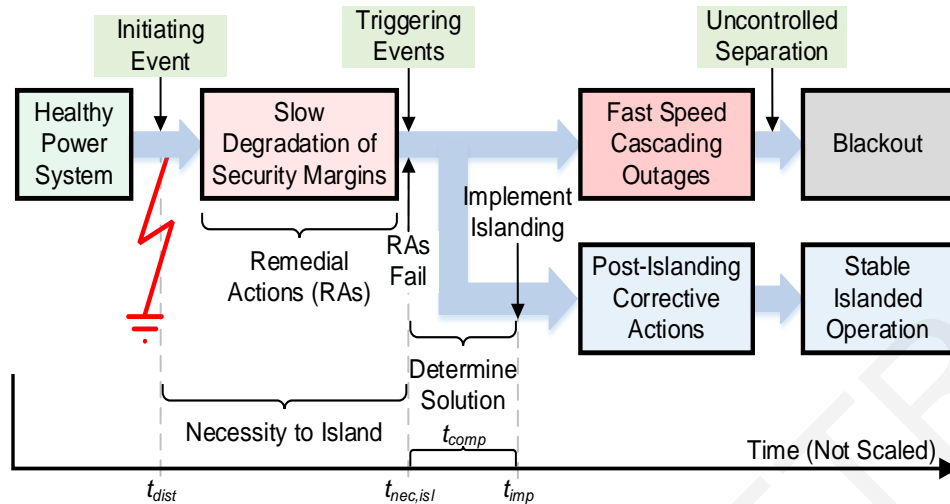 Initiating
Event
Triggering
Events
Uncontrolled
Separation
Healthy
Power
System
Slow
Degradation of
Security Margins
Fast Speed
Cascading
Outages
Blackout
Remedial
Actions (RAs)
RAs
Fail
Implement
Islanding
Post-Islanding
Corrective
Actions
Stable
Islanded
Operation
Determine
Solution
Necessity to Island
t_comp
Time (Not Scaled)
t_dist
t_nec,isl
t_imp
TR